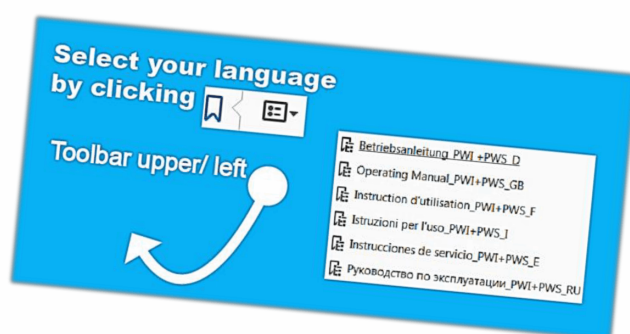 Select your language
by clicking
Toolbar upper/ left
Betriebsanleitung_PWI +PWS_D
Operating Manual_PWI+PWS_GB
Instruction d'utilisation_PWI+PWS_F
Istruzioni per l'uso_PWI+PWS_I
Instrucciones de servicio_PWI+PWS_E
Руководство по эксплуатации_PWI+PWS_RU